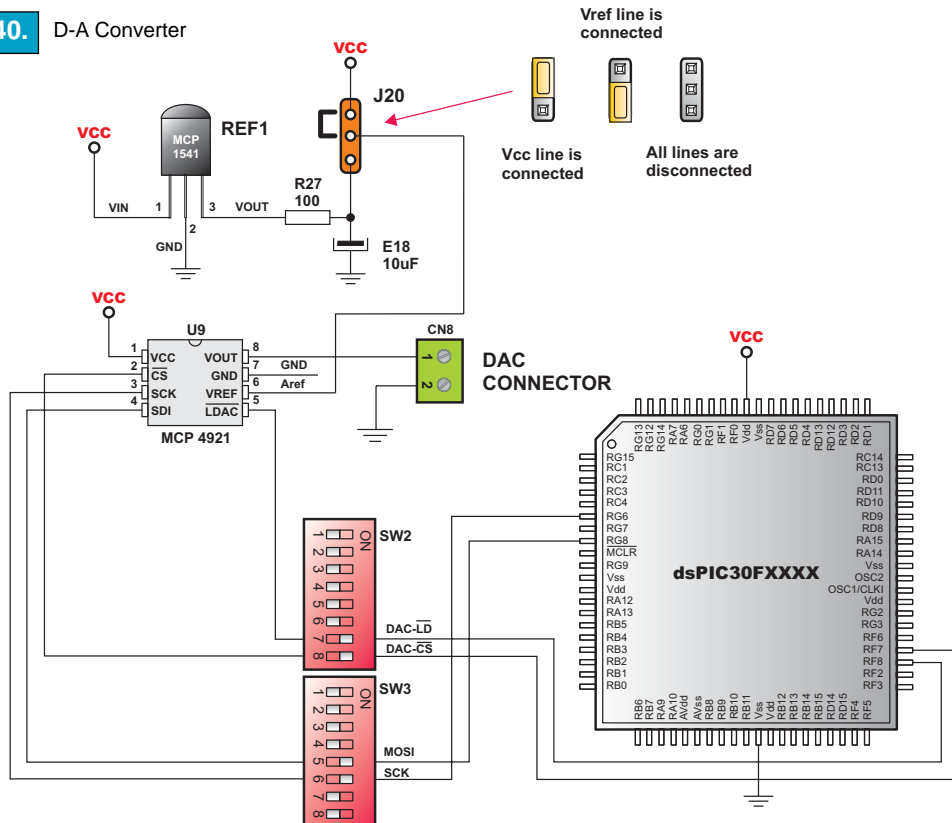 40.
D-A Converter
VCC
J20
Vref line is
connected
Vcc line is
connected
All lines are
disconnected
VCC
MCP
1541
REF1
VIN
1
2
3
VOUT
GND
R27
100
E18
10uF
VCC
U9
1
2
3
4
VCC
CS
SCK
SDI
VOUT
GND
VREF
LDAC
8
7
6
5
GND
Aref
MCP 4921
CN8
1
2
DAC
CONNECTOR
SW2
ON
1
2
3
4
5
6
7
8
DAC-LD
DAC-CS
SW3
ON
1
2
3
4
5
6
7
8
MOSI
SCK
VCC
RG13
RG12
RG14
RA7
RA6
RG0
RG1
RF1
RF0
Vdd
Vss
RD7
RD6
RD5
RD4
RD13
RD12
RD3
RD2
RD1
RG15
RC1
RC2
RC3
RC4
RG6
RG7
RG8
MCLR
RG9
Vss
Vdd
RA12
RA13
RB5
RB4
RB3
RB2
RB1
RB0
dsPIC30FXXXX
RC14
RC13
RD0
RD11
RD10
RD9
RD8
RA15
RA14
Vss
OSC2
OSC1/CLKI
Vdd
RG2
RG3
RF6
RF7
RF8
RF2
RF3
RB6
RB7
RA9
RA10
AVdd
AVss
RB8
RB9
RB10
RB11
Vss
Vdd
RB12
RB13
RB14
RB15
RD14
RD15
RF4
RF5